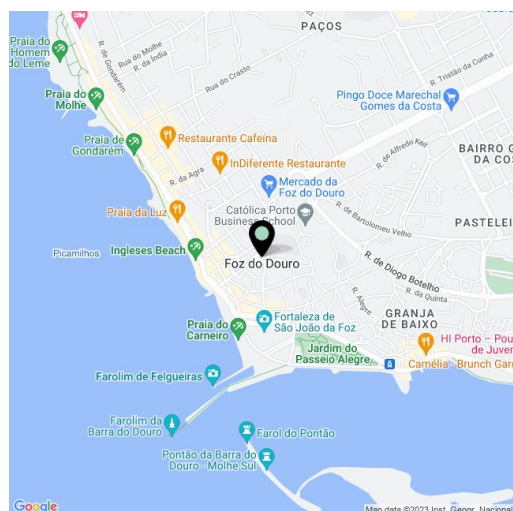 PAÇOS
Praia do
Homem
do Leme
R. de Gondarém
Rua do Molhe
R. da Índia
Rua do Crasto
R. Tristão da Cunha
Pingo Doce Marechal
Gomes da Costa
Praia do
Molhe
Praia de
Gondarém
Restaurante Cafeína
R. de Alfredo Keil
BAIRRO G
DA COS
InDiferente Restaurante
R. da Agra
Mercado da
Foz do Douro
Praia da Luz
Católica Porto
Business School
R. de Bartolomeu Velho
PASTELEI
Picamilhos
Ingleses Beach
Foz do Douro
R. de Diogo Botelho
R. da Quinta
R. Alegre
GRANJA
DE BAIXO
Praia do
Carneiro
Fortaleza de
São João da Foz
Jardim do
Passeio Alegre
HI Porto – Pou
de Juven
Camélia - Brunch Gard
Farolim de Felgueiras
Farolim da
Barra do Douro
Farol do Pontão
Pontão da Barra do
Douro - Molhe Sul
Google
Map data ©2023 Inst. Geogr. Nacional